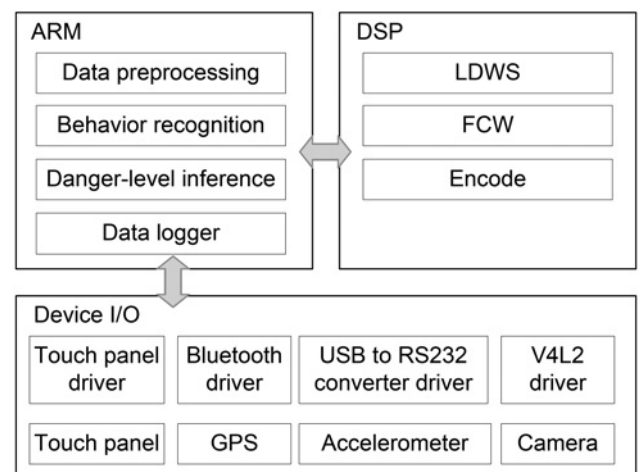 ARM
Data preprocessing
Behavior recognition
Danger-level inference
Data logger
DSP
LDWS
FCW
Encode
Device I/O
Touch panel
driver
Bluetooth
driver
USB to RS232
converter driver
V4L2
driver
Touch panel
GPS
Accelerometer
Camera